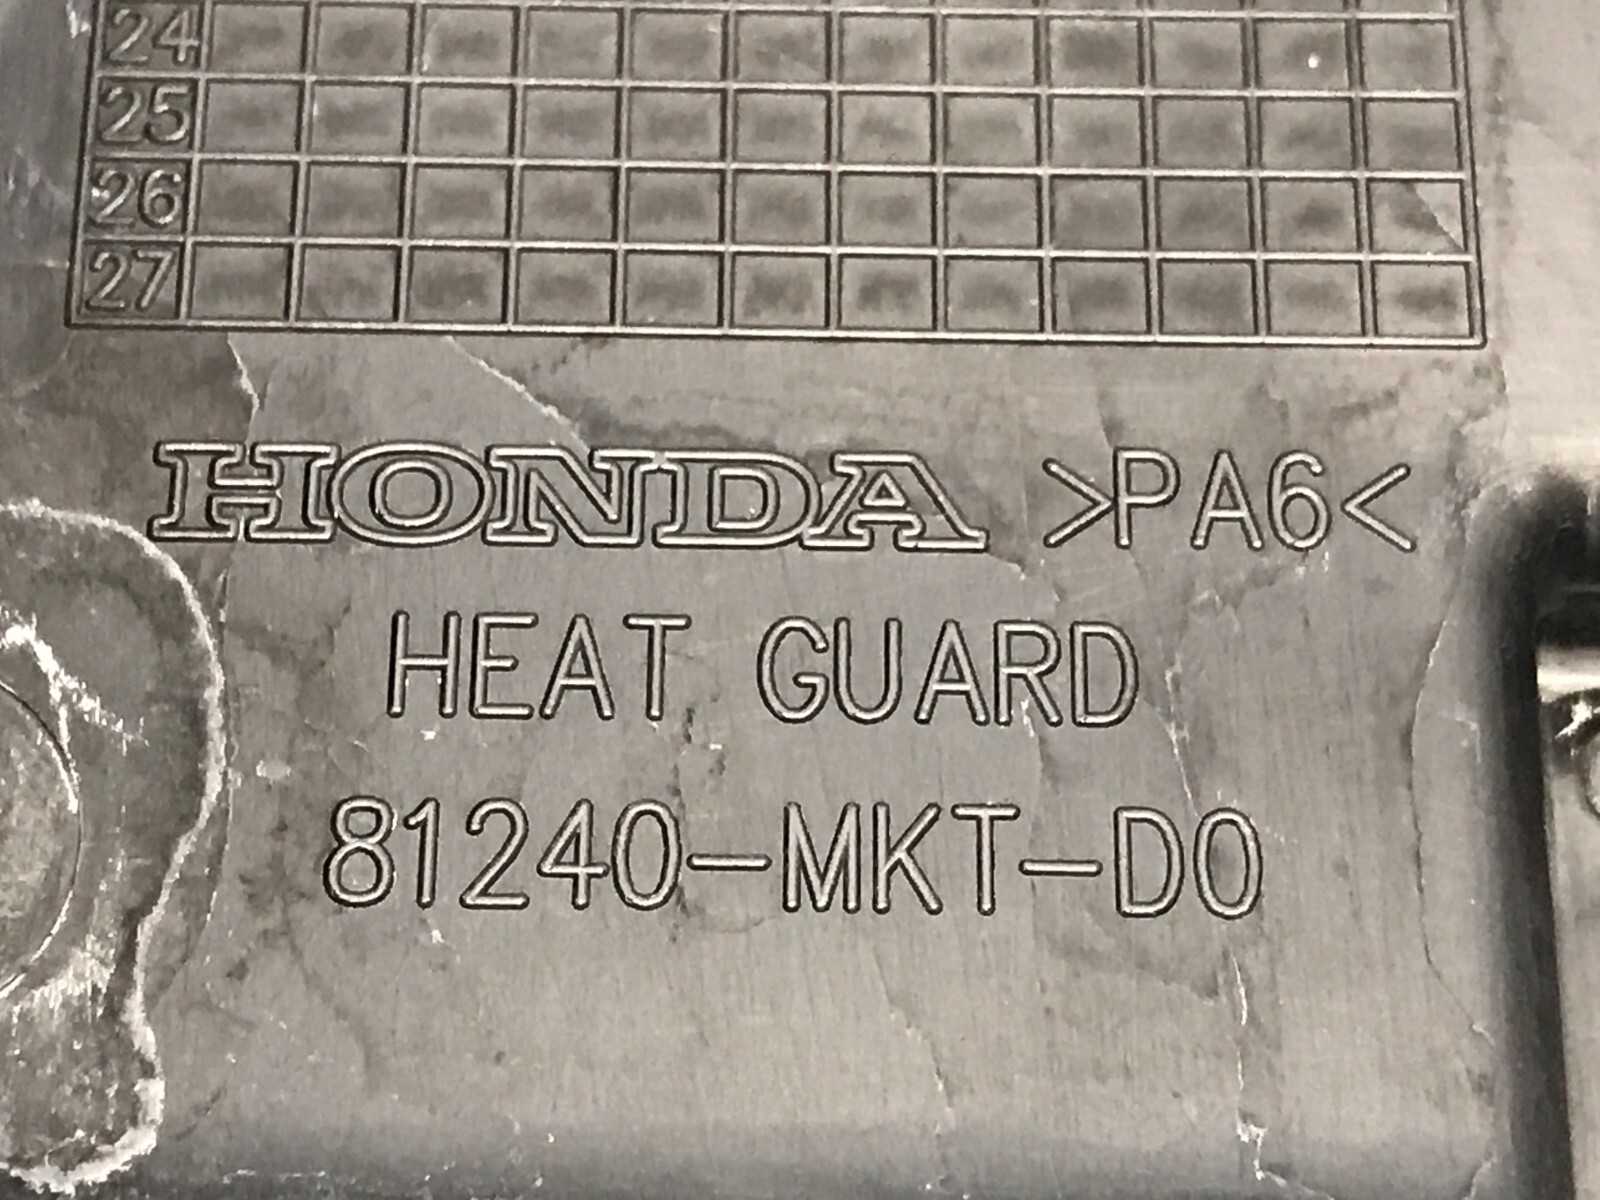 24
25
26
27
HONDA >PA6<
HEAT GUARD
81240-MKT-D0